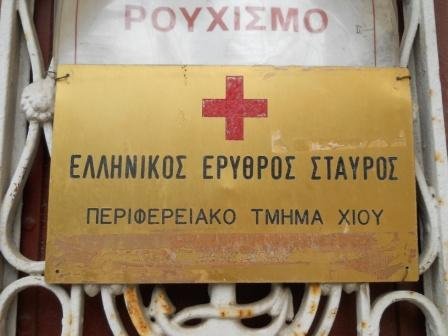 ΡΟΥΧΙΣΜΟ
ΕΛΛΗΝΙΚΟΣ ΕΡΥΘΡΟΣ ΣΤΑΥΡΟΣ
ΠΕΡΙΦΕΡΕΙΑΚΟ ΤΜΗΜΑ ΧΙΟΥ